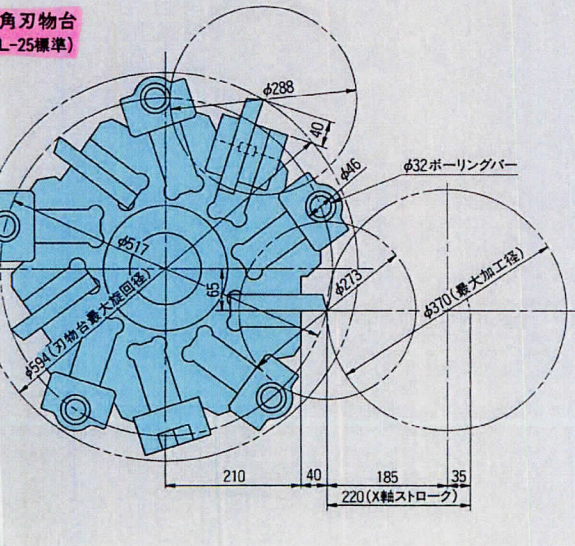 角刃物台
L-25標準)
φ288
40
φ46
φ32ボーリングバー
φ517
φ273
φ370(最大加工径)
65
φ594(刃物台最大旋回径)
210
40
185
35
220(X軸ストローク)